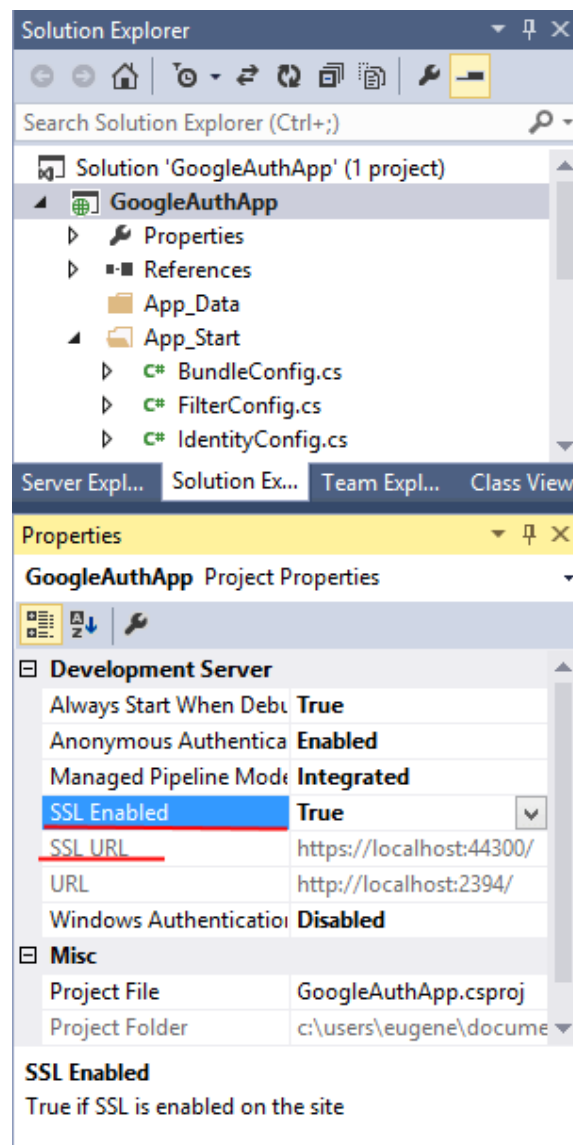 Solution Explorer
Search Solution Explorer (Ctrl+;)
Solution 'GoogleAuthApp' (1 project)
GoogleAuthApp
Properties
References
App_Data
App_Start
C# BundleConfig.cs
C# FilterConfig.cs
C# IdentityConfig.cs
Server Expl... Solution Ex... Team Expl... Class View
Properties
GoogleAuthApp Project Properties
Development Server
Always Start When Debu True
Anonymous Authentica Enabled
Managed Pipeline Mode Integrated
SSL Enabled True
SSL URL https://localhost:44300/
URL http://localhost:2394/
Windows Authentication Disabled
Misc
Project File GoogleAuthApp.csproj
Project Folder c:\users\eugene\docume
SSL Enabled
True if SSL is enabled on the site